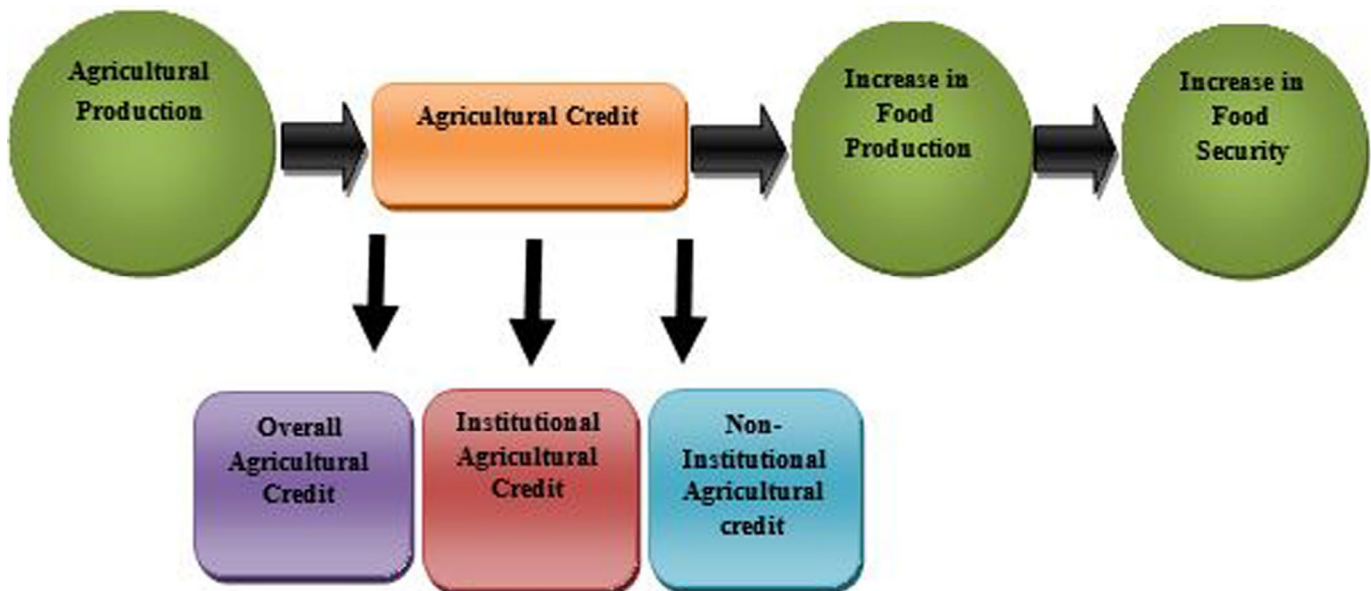 Agricultural
Production
Agricultural Credit
Increase in
Food
Production
Increase in
Food
Security
Overall
Agricultural
Credit
Institutional
Agricultural
Credit
Non-
Institutional
Agricultural
credit